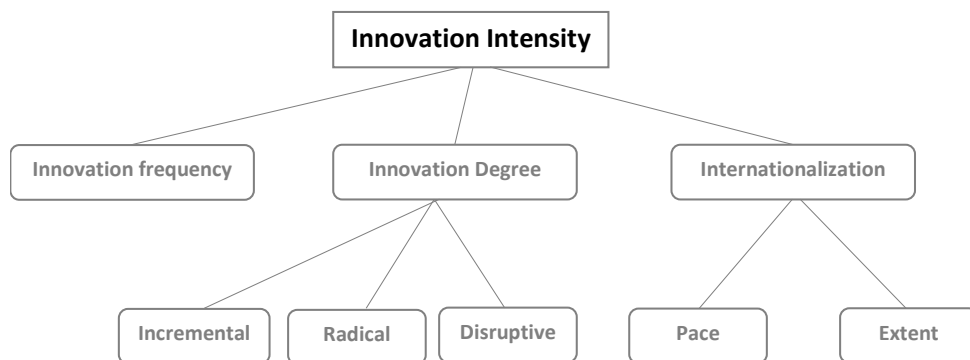 Innovation Intensity
Innovation frequency
Innovation Degree
Internationalization
Incremental
Radical
Disruptive
Pace
Extent